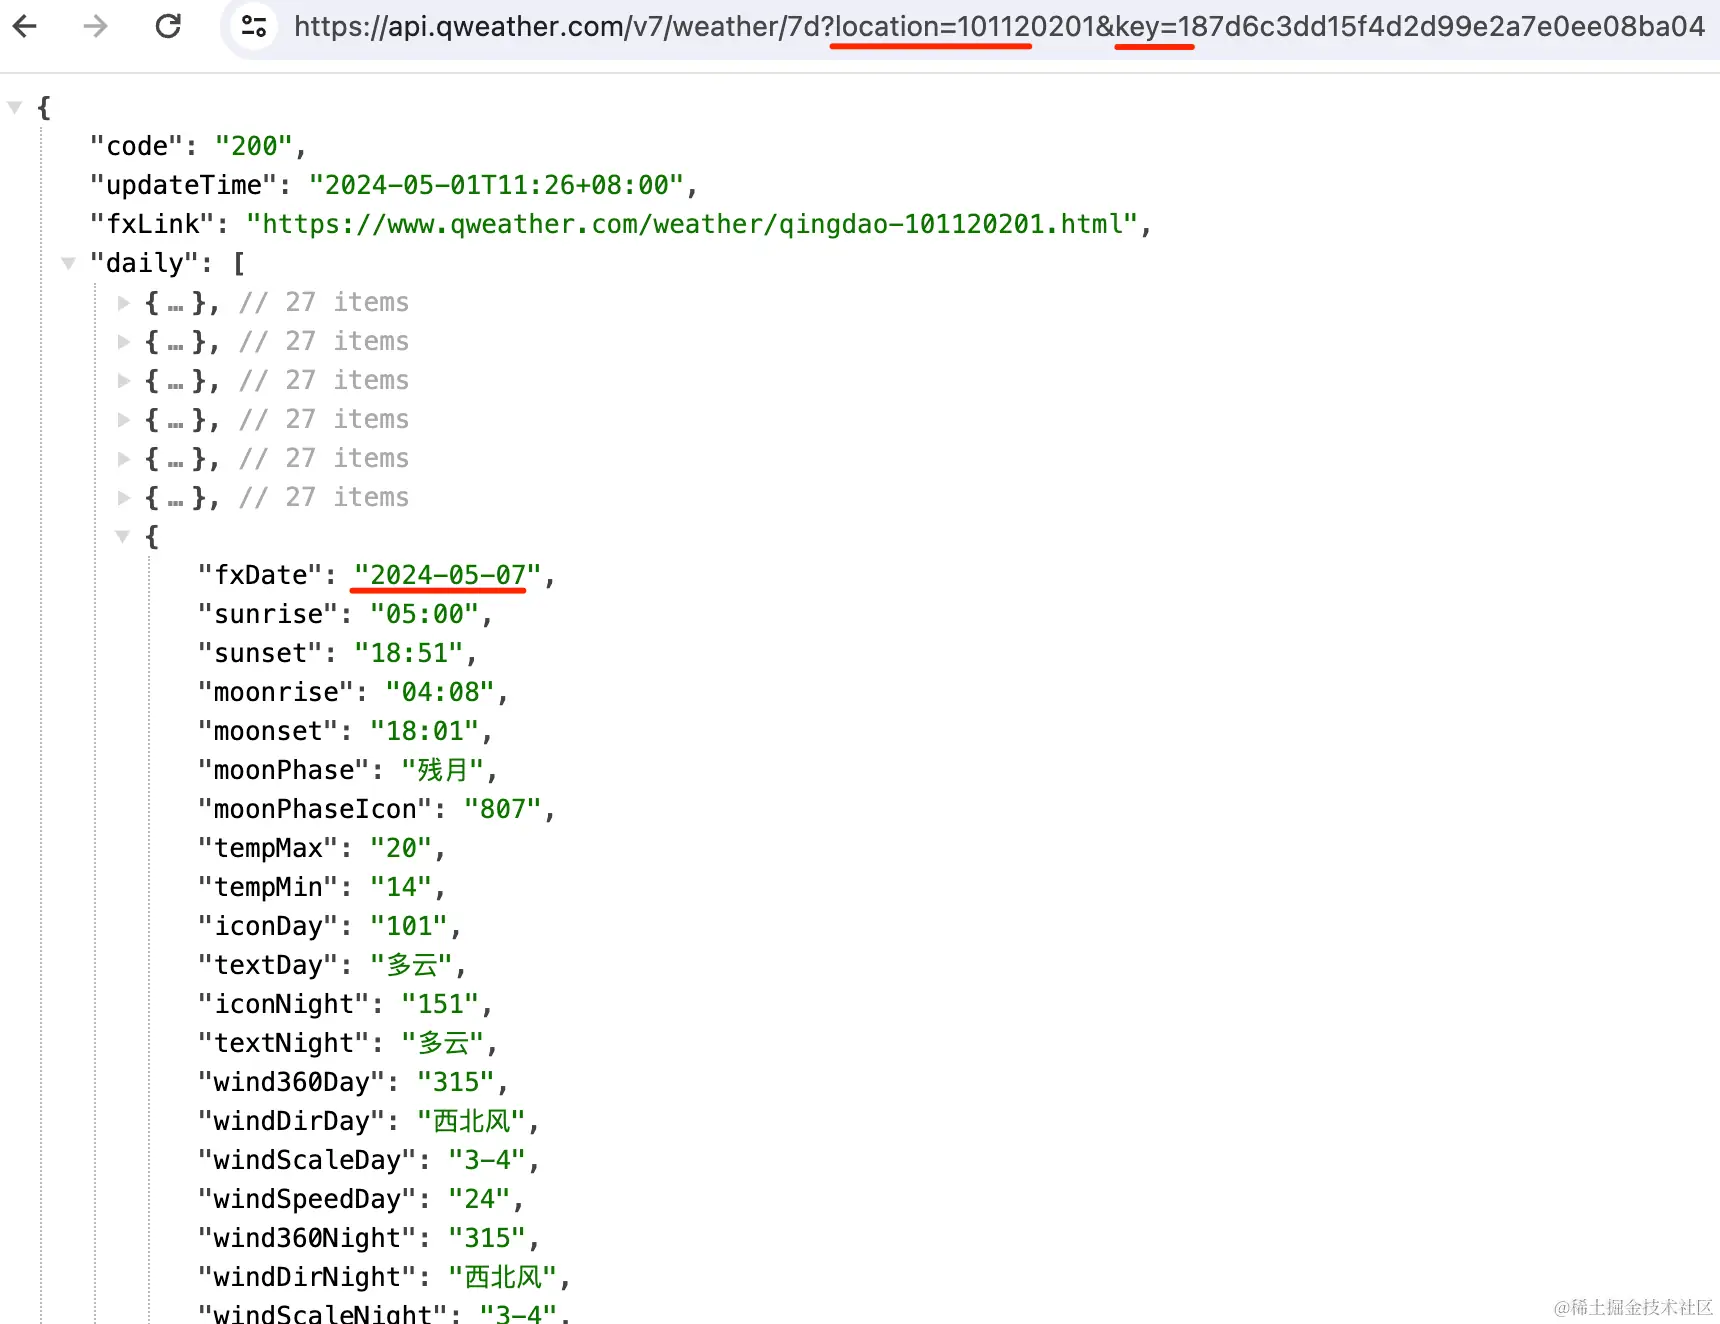 https://api.qweather.com/v7/weather/7d?location=101120201&key=187d6c3dd15f4d2d99e2a7e0ee08ba04
{
"code": "200",
"updateTime": "2024-05-01T11:26+08:00",
"fxLink": "https://www.qweather.com/weather/qingdao-101120201.html",
"daily": [
{ … }, // 27 items
{ … }, // 27 items
{ … }, // 27 items
{ … }, // 27 items
{ … }, // 27 items
{ … }, // 27 items
{
"fxDate": "2024-05-07",
"sunrise": "05:00",
"sunset": "18:51",
"moonrise": "04:08",
"moonset": "18:01",
"moonPhase": "残月",
"moonPhaseIcon": "807",
"tempMax": "20",
"tempMin": "14",
"iconDay": "101",
"textDay": "多云",
"iconNight": "151",
"textNight": "多云",
"wind360Day": "315",
"windDirDay": "西北风",
"windScaleDay": "3-4",
"windSpeedDay": "24",
"wind360Night": "315",
"windDirNight": "西北风",
"windScaleNight": "3-4",
@稀土掘金技术社区